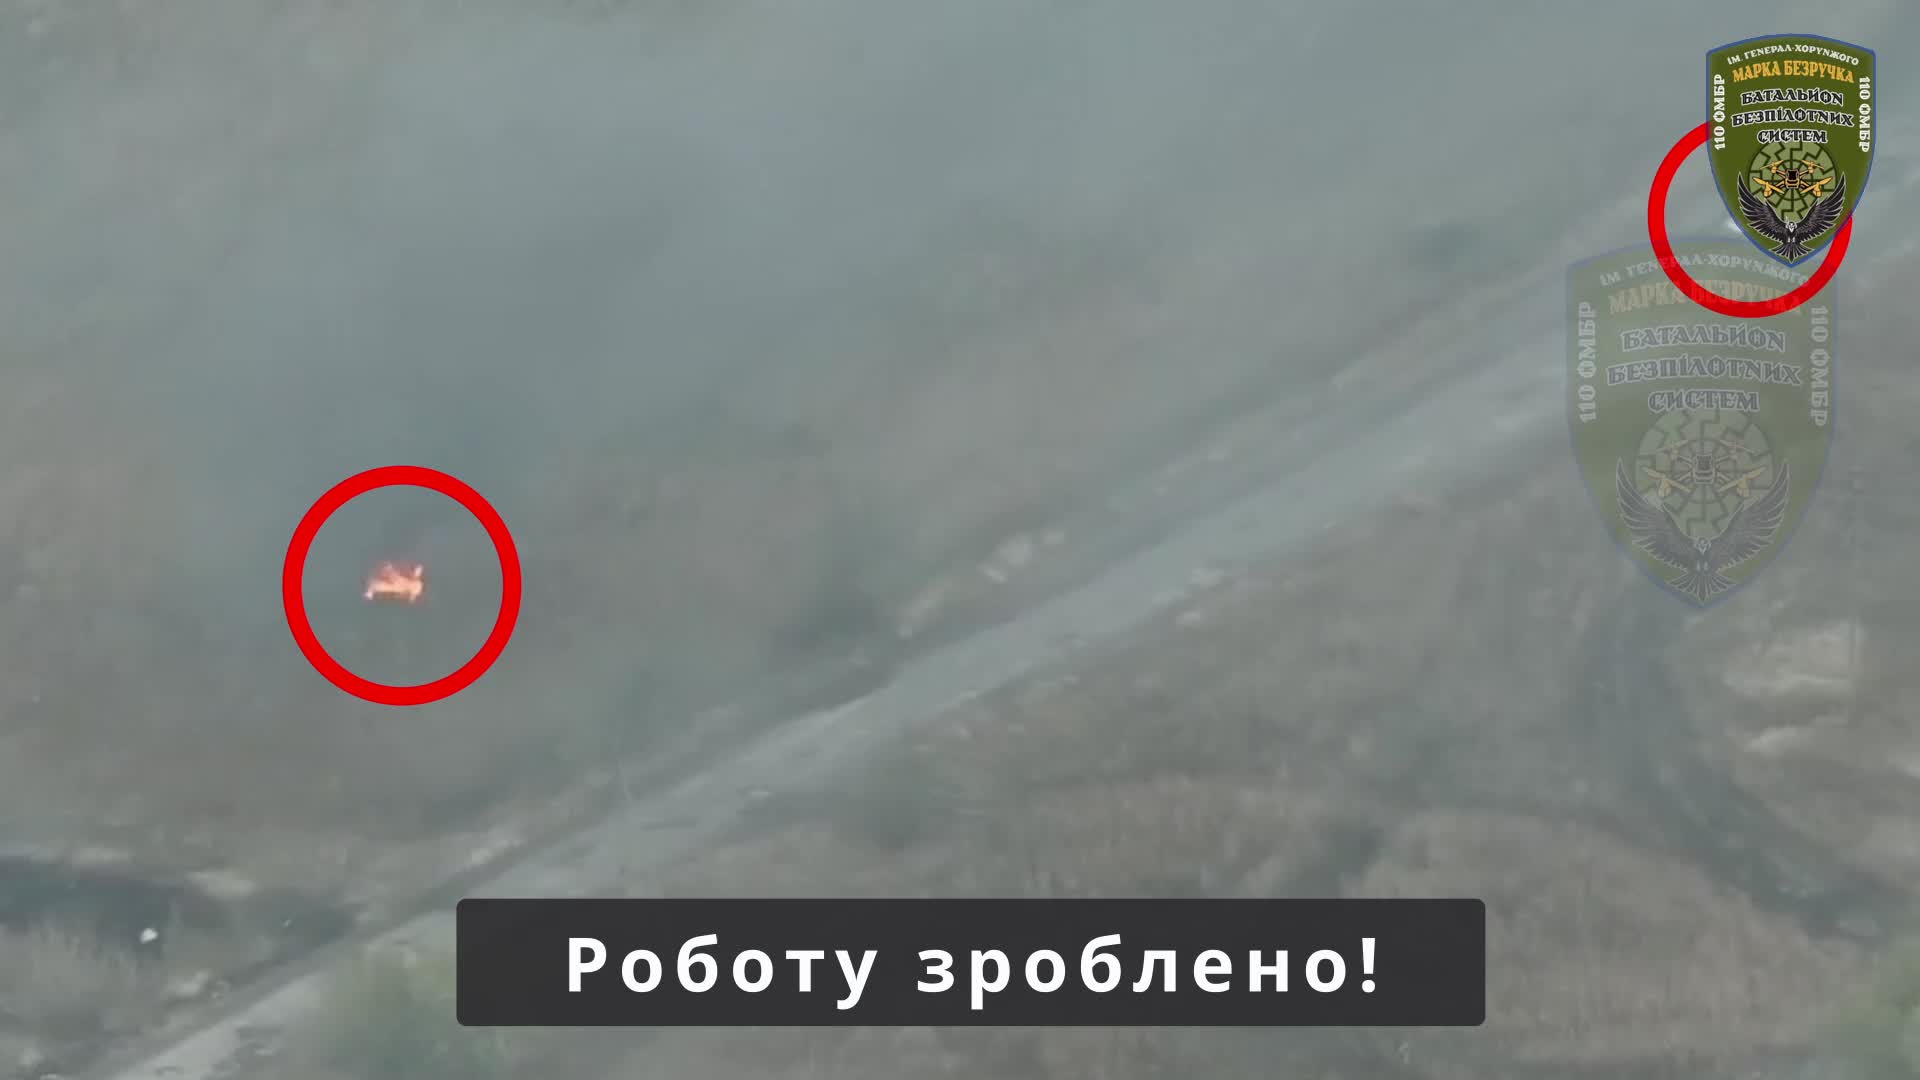 ІМ. ГЕНЕРАЛ-ХОРУНЖОГО
МАРКА БЕЗРУЧКА
110 ОМБР
БАТАЛЬЙОН
БЕЗПІЛОТНИХ
СИСТЕМ
110 ОМБР
ІМ. ГЕНЕРАЛ-ХОРУНЖОГО
МАРКА БЕЗРУЧКА
110 ОМБР
БАТАЛЬЙОН
БЕЗПІЛОТНИХ
СИСТЕМ
110 ОМБР
Роботу зроблено!